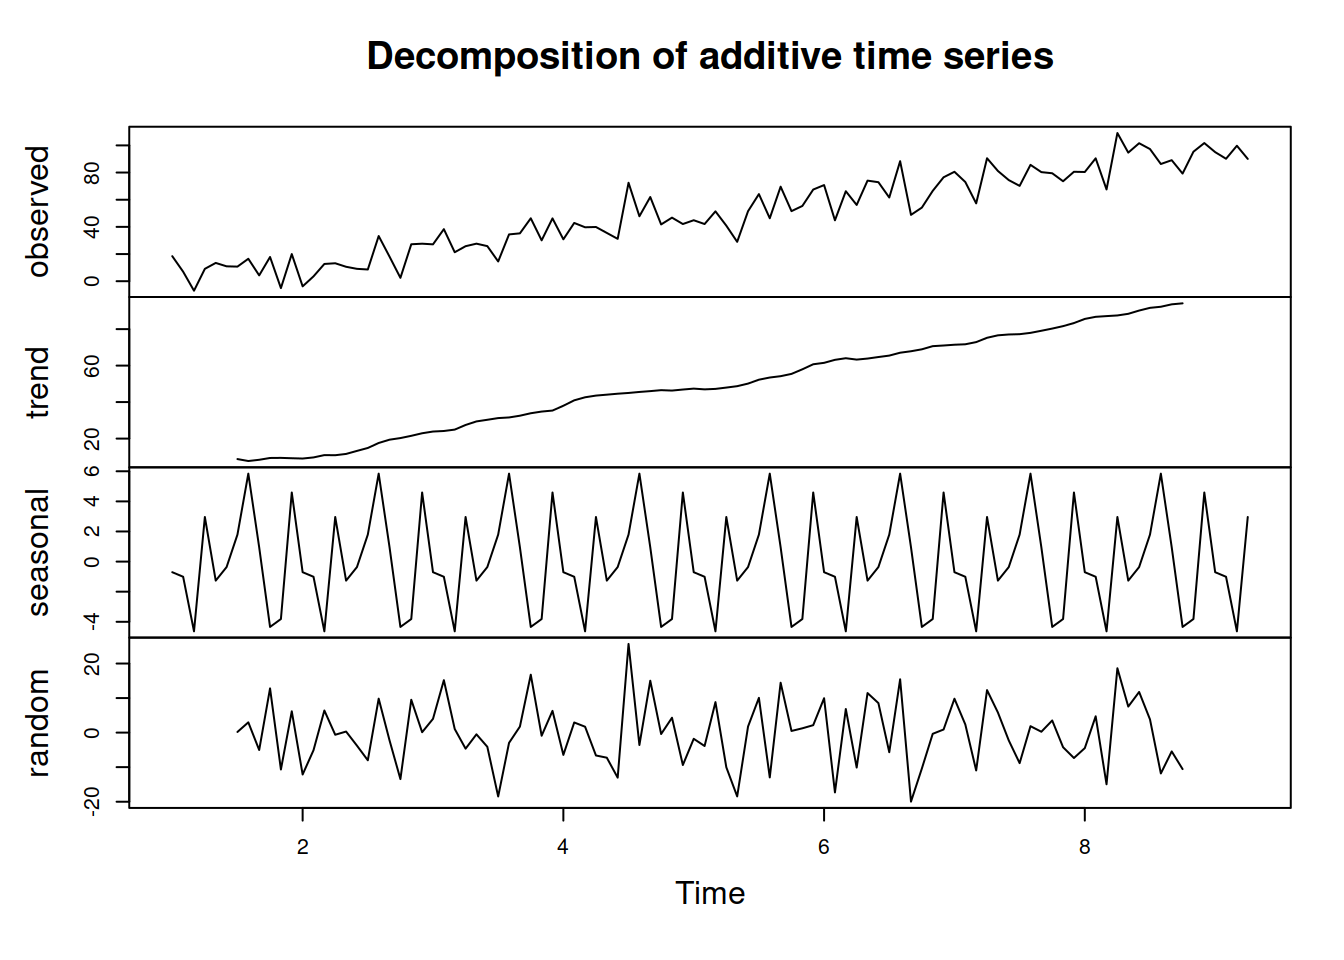 Decomposition of additive time series
observed
0 40 80
trend
20 60
seasonal
-4 0 2 4 6
random
-20 0 20
2 4 6 8
Time